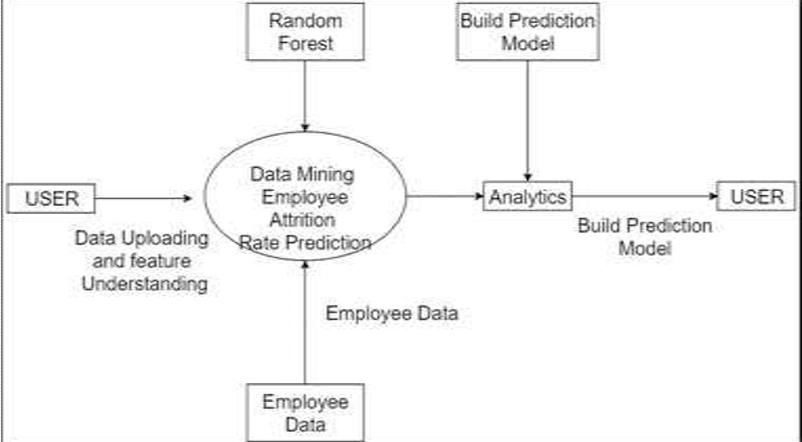 Random
Forest
Build Prediction
Model
Data Mining
Employee
Attrition
Rate Prediction
USER
Analytics
USER
Data Uploading
and feature
Understanding
Build Prediction
Model
Employee Data
Employee
Data